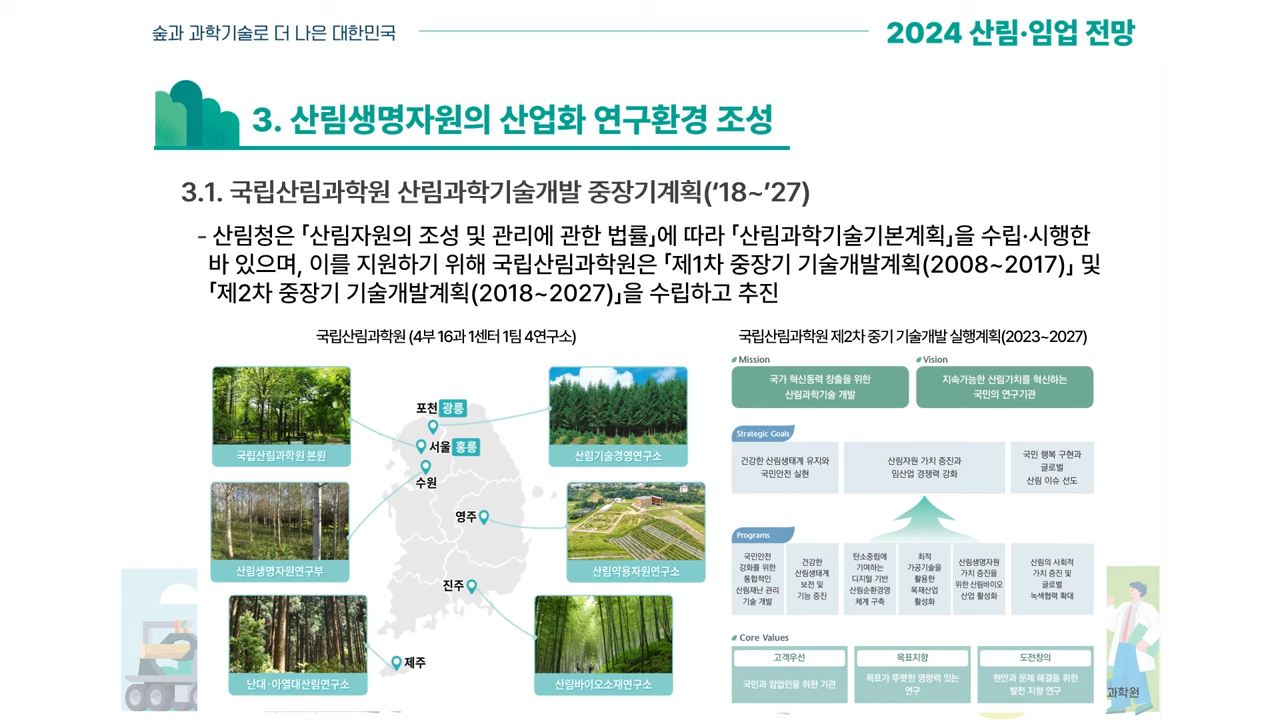 숲과 과학기술로 더 나은 대한민국
2024 산림·임업 전망
3. 산림생명자원의 산업화 연구환경 조성
3.1. 국립산림과학원 산림과학기술개발 중장기계획(‘18~’27)
- 산림청은 「산림자원의 조성 및 관리에 관한 법률」에 따라 「산림과학기술기본계획」을 수립·시행한
바 있으며, 이를 지원하기 위해 국립산림과학원은 「제1차 중장기 기술개발계획(2008~2017)」 및
「제2차 중장기 기술개발계획(2018~2027)」을 수립하고 추진
국립산림과학원 (4부 16과 1센터 1팀 4연구소)
국립산림과학원 본원
산림생명자원연구부
난대·아열대산림연구소
포천 광릉
서울 홍릉
수원
영주
진주
제주
산림기술경영연구소
산림약용자원연구소
산림바이오소재연구소
국립산림과학원 제2차 중기 기술개발 실행계획(2023~2027)
Mission
국가 혁신동력 창출을 위한
산림과학기술 개발
Vision
지속가능한 산림가치를 혁신하는
국민의 연구기관
Strategic Goals
건강한 산림생태계 유지와
국민안전 실현
산림자원 가치 증진과
임산업 경쟁력 강화
국민 행복 구현과
글로벌
산림 이슈 선도
Programs
국민안전
강화를 위한
통합적인
산림재난 관리
기술 개발
건강한
산림생태계
보전 및
기능 증진
탄소중립에
기여하는
디지털 기반
산림순환경영
체계 구축
최적
가공기술을
활용한
목재산업
활성화
산림생명자원
가치 증진을
위한 산림바이오
산업 활성화
산림의 사회적
가치 증진 및
글로벌
녹색협력 확대
Core Values
고객우선
국민과 임업인을 위한 기관
목표지향
목표가 뚜렷한 영향력 있는
연구
도전창의
현안과 문제 해결을 위한
발전 지향 연구
과학원